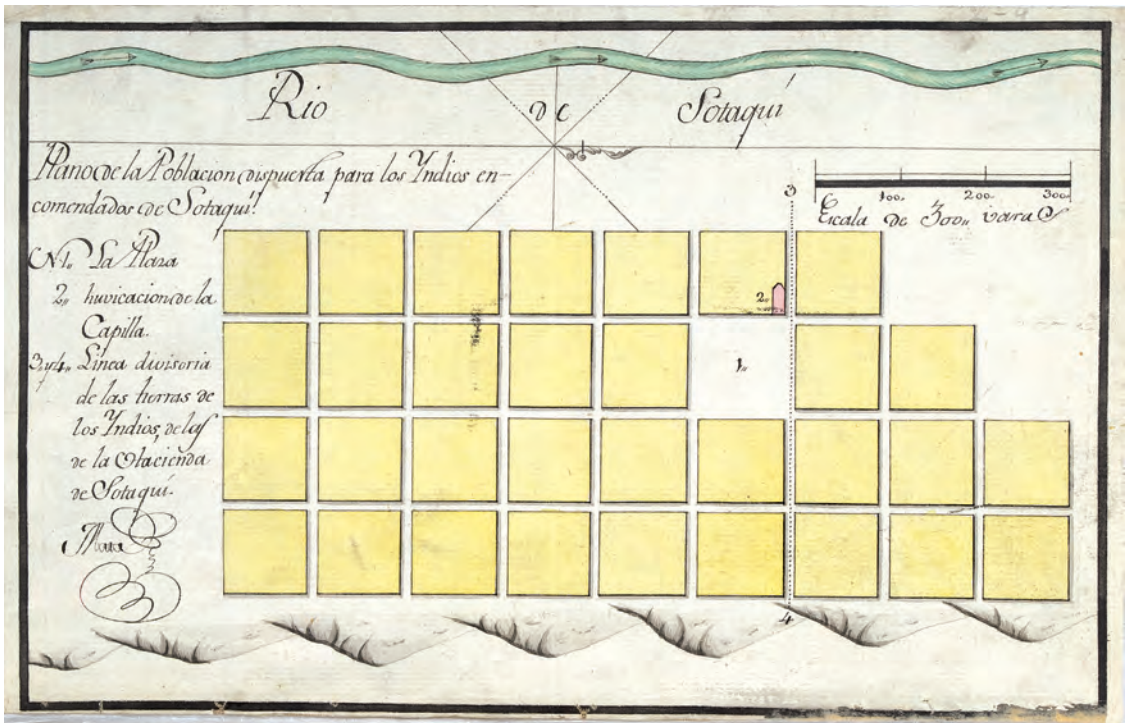 Rio de Sotaquí
Plano de la Poblacion dispuesta para los Yndios en-
comendados de Sotaquí.
100, 200, 300,
Escala de 300,, varas
N 1,, La Plaza
2,, huvicacion de la
Capilla.
3,,y4,, Linea divisoria
de las tierras de
los Yndios, de las
de la Hacienda
de Sotaquí.
3
2,,
1,,
4